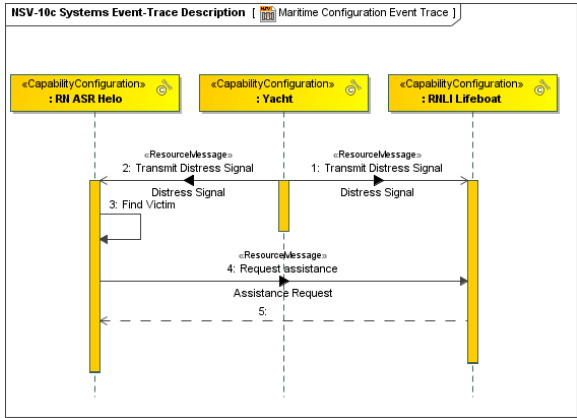 NSV-10c Systems Event-Trace Description [ Maritime Configuration Event Trace ]
«CapabilityConfiguration» «CapabilityConfiguration» «CapabilityConfiguration»
: RN ASR Helo : Yacht : RNLI Lifeboat
«ResourceMessage» «ResourceMessage»
2: Transmit Distress Signal 1: Transmit Distress Signal
Distress Signal Distress Signal
3: Find Victim
«ResourceMessage»
4: Request assistance
Assistance Request
5: